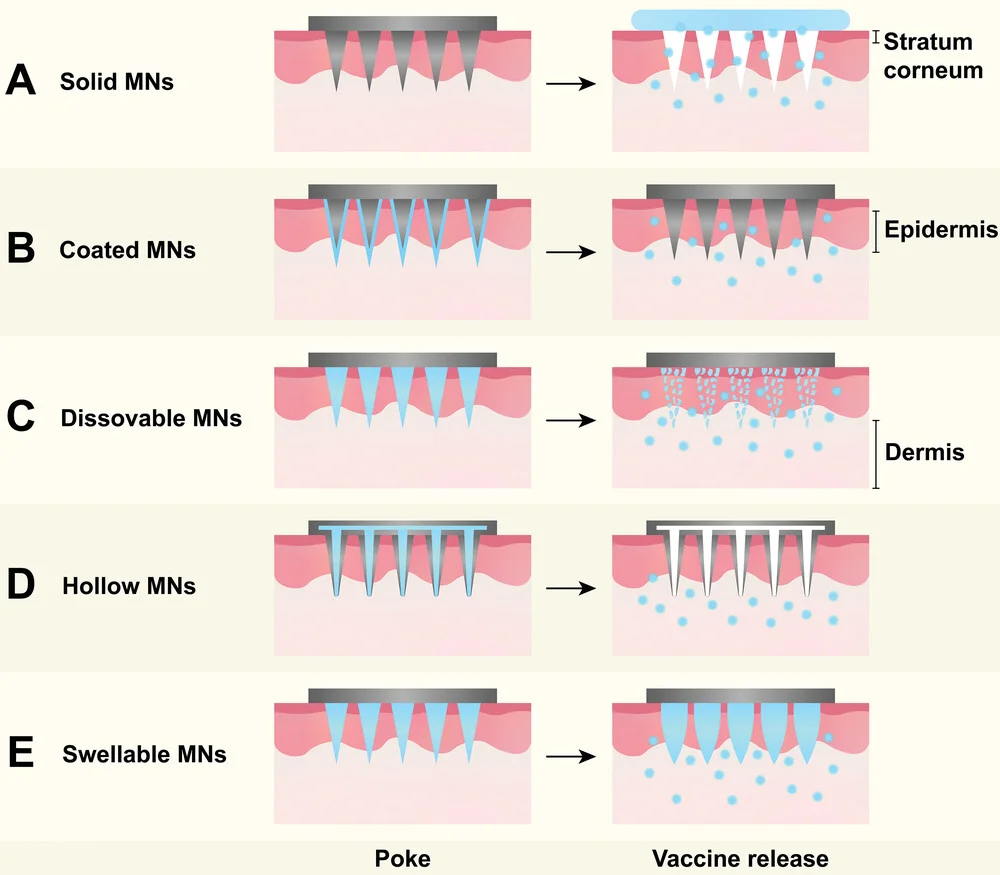 A
Solid MNs
Stratum
corneum
B
Coated MNs
Epidermis
C
Dissovable MNs
Dermis
D
Hollow MNs
E
Swellable MNs
Poke
Vaccine release